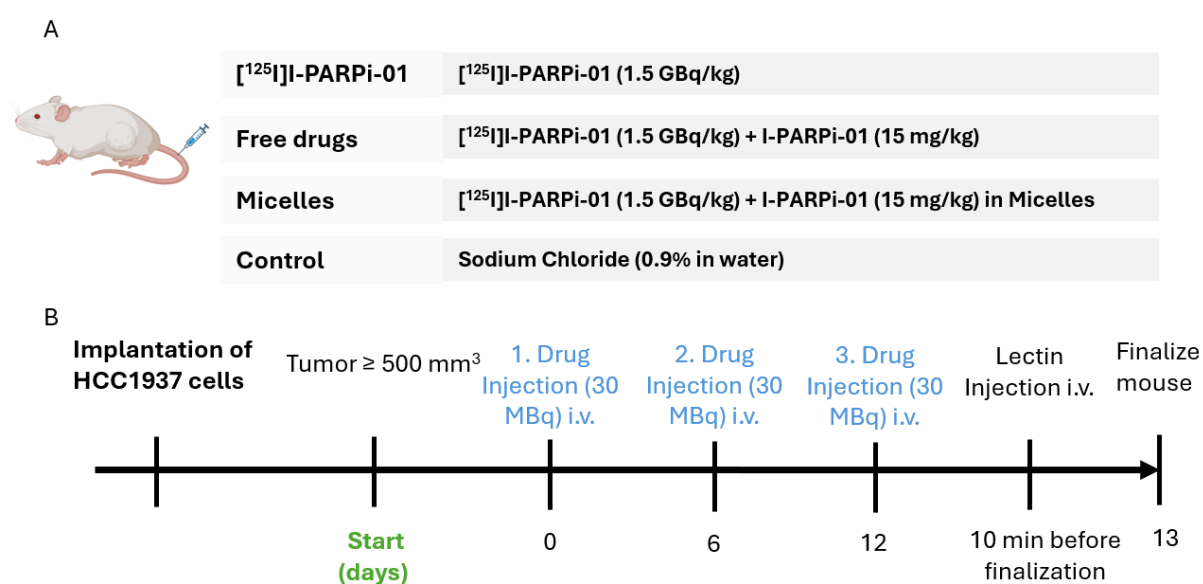 A
[¹²⁵I]I-PARPi-01
[¹²⁵I]I-PARPi-01 (1.5 GBq/kg)
Free drugs
[¹²⁵I]I-PARPi-01 (1.5 GBq/kg) + I-PARPi-01 (15 mg/kg)
Micelles
[¹²⁵I]I-PARPi-01 (1.5 GBq/kg) + I-PARPi-01 (15 mg/kg) in Micelles
Control
Sodium Chloride (0.9% in water)
B
Implantation of
HCC1937 cells
Tumor ≥ 500 mm³
1. Drug
Injection (30
MBq) i.v.
2. Drug
Injection (30
MBq) i.v.
3. Drug
Injection (30
MBq) i.v.
Lectin
Injection i.v.
Finalize
mouse
Start
(days)
0
6
12
10 min before
finalization
13